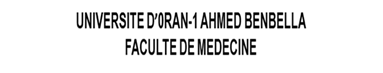 UNIVERSITE D'0RAN-1 AHMED BENBELLA
FACULTE DE MEDECINE